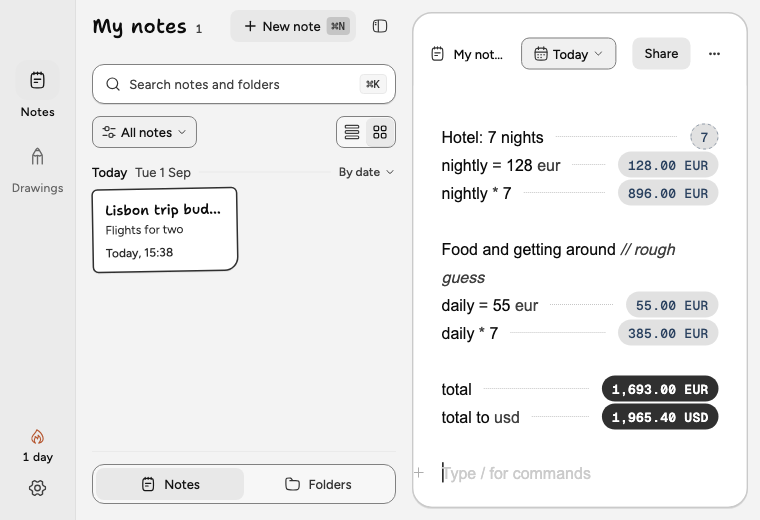 My notes 1
+ New note ⌘N
Search notes and folders ⌘K
All notes
Today Tue 1 Sep
By date
Lisbon trip bud...
Flights for two
Today, 15:38
Notes
Drawings
1 day
Notes
Folders
My not...
Today
Share
Hotel: 7 nights 7
nightly = 128 eur 128.00 EUR
nightly * 7 896.00 EUR
Food and getting around // rough
guess
daily = 55 eur 55.00 EUR
daily * 7 385.00 EUR
total 1,693.00 EUR
total to usd 1,965.40 USD
Type / for commands